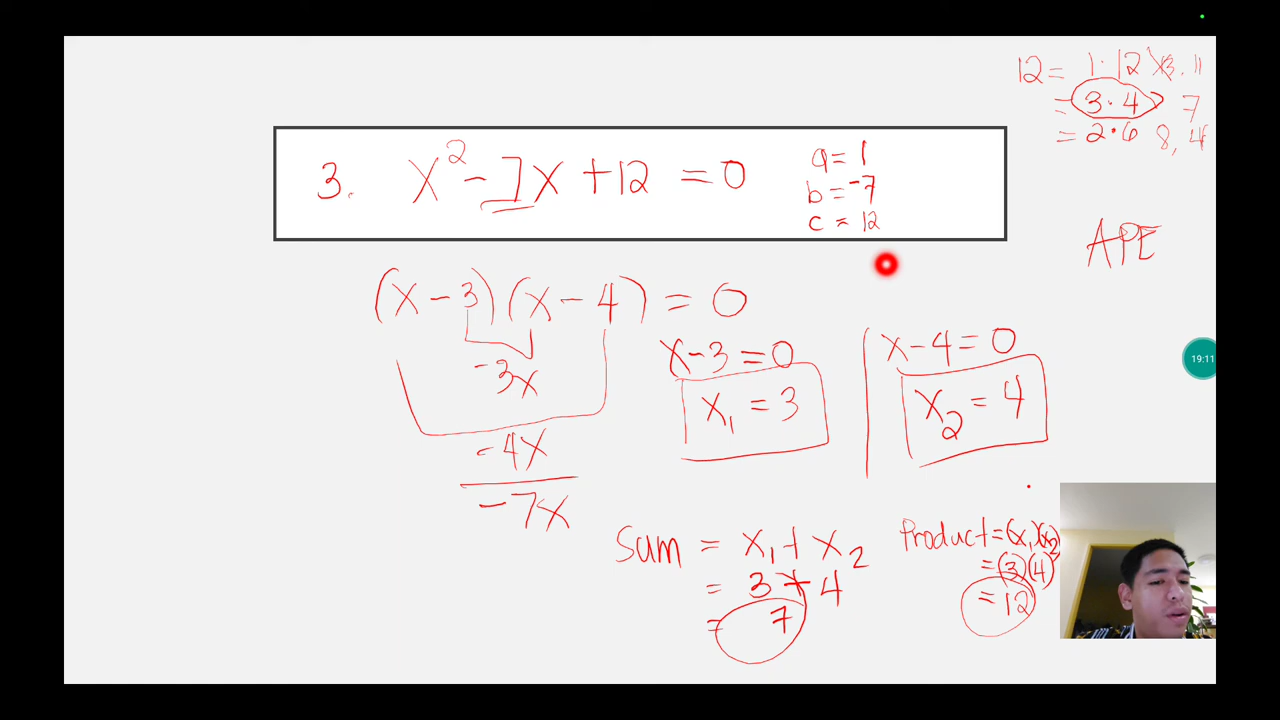 12 = 1·12 13, 11
= 3·4 > 7
= 2·6 8, 4
3. x² - 7x + 12 = 0
a = 1
b = -7
c = 12
APE
(x - 3)(x - 4) = 0
-3x
-4x
-7x
x - 3 = 0
x₁ = 3
x - 4 = 0
x₂ = 4
19:11
Sum = x₁ + x₂
= 3 + 4
= 7
Product = (x₁)(x₂)
= (3)(4)
= 12